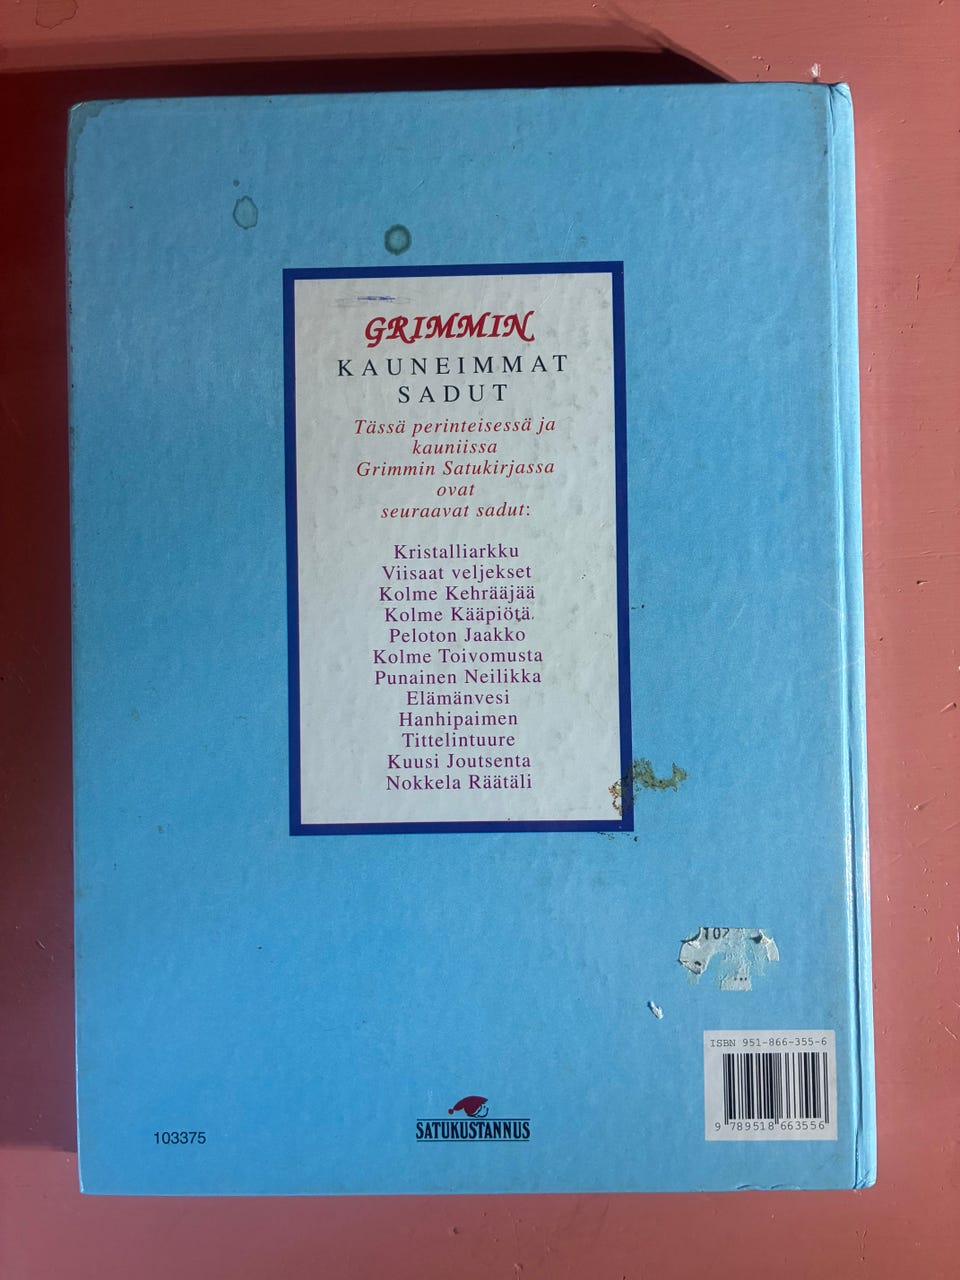 GRIMMIN
KAUNEIMMAT
SADUT
Tässä perinteisessä ja
kauniissa
Grimmin Satukirjassa
ovat
seuraavat sadut:
Kristalliarkku
Viisaat veljekset
Kolme Kehrääjää
Kolme Kääpiötä
Peloton Jaakko
Kolme Toivomusta
Punainen Neilikka
Elämänvesi
Hanhipaimen
Tittelintuure
Kuusi Joutsenta
Nokkela Räätäli
ISBN 951-866-355-6
9 789518 663556
SATUKUSTANNUS
103375